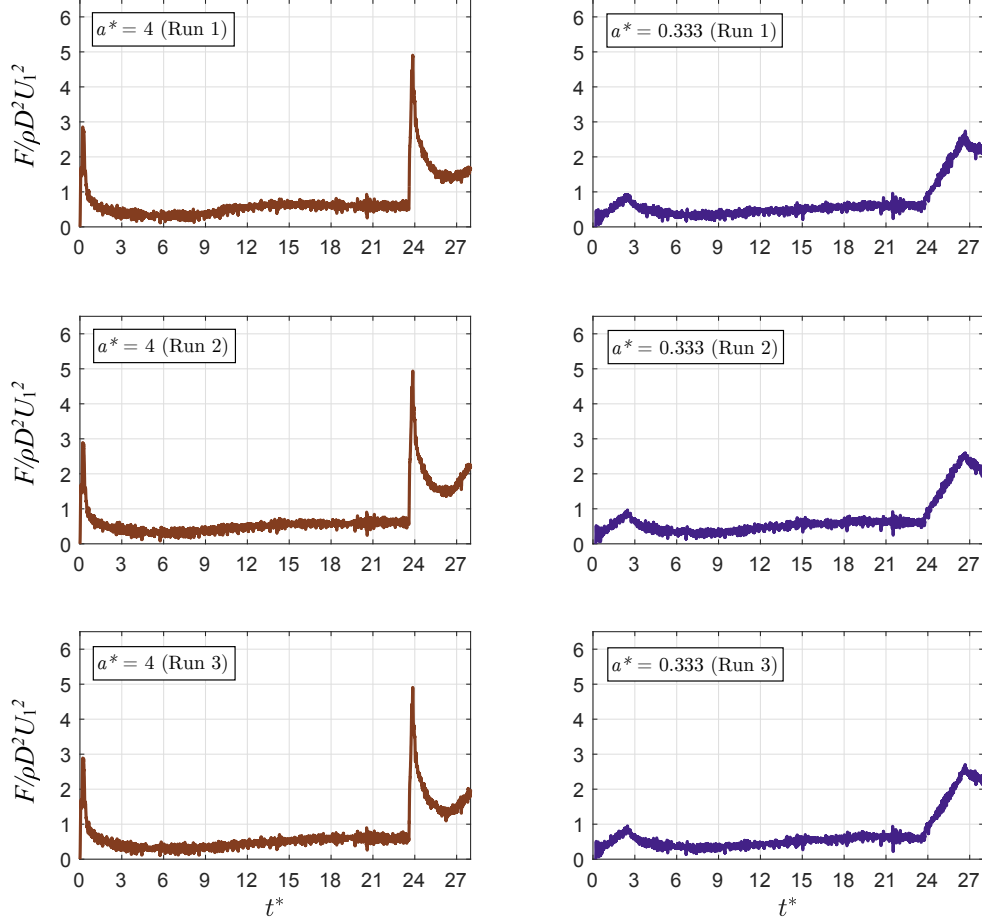 6
5
4
3
2
1
0
F/ρD²U₁²
a* = 4 (Run 1)
0 3 6 9 12 15 18 21 24 27
6
5
4
3
2
1
0
a* = 0.333 (Run 1)
0 3 6 9 12 15 18 21 24 27
6
5
4
3
2
1
0
F/ρD²U₁²
a* = 4 (Run 2)
0 3 6 9 12 15 18 21 24 27
6
5
4
3
2
1
0
a* = 0.333 (Run 2)
0 3 6 9 12 15 18 21 24 27
6
5
4
3
2
1
0
F/ρD²U₁²
a* = 4 (Run 3)
0 3 6 9 12 15 18 21 24 27
t*
6
5
4
3
2
1
0
a* = 0.333 (Run 3)
0 3 6 9 12 15 18 21 24 27
t*